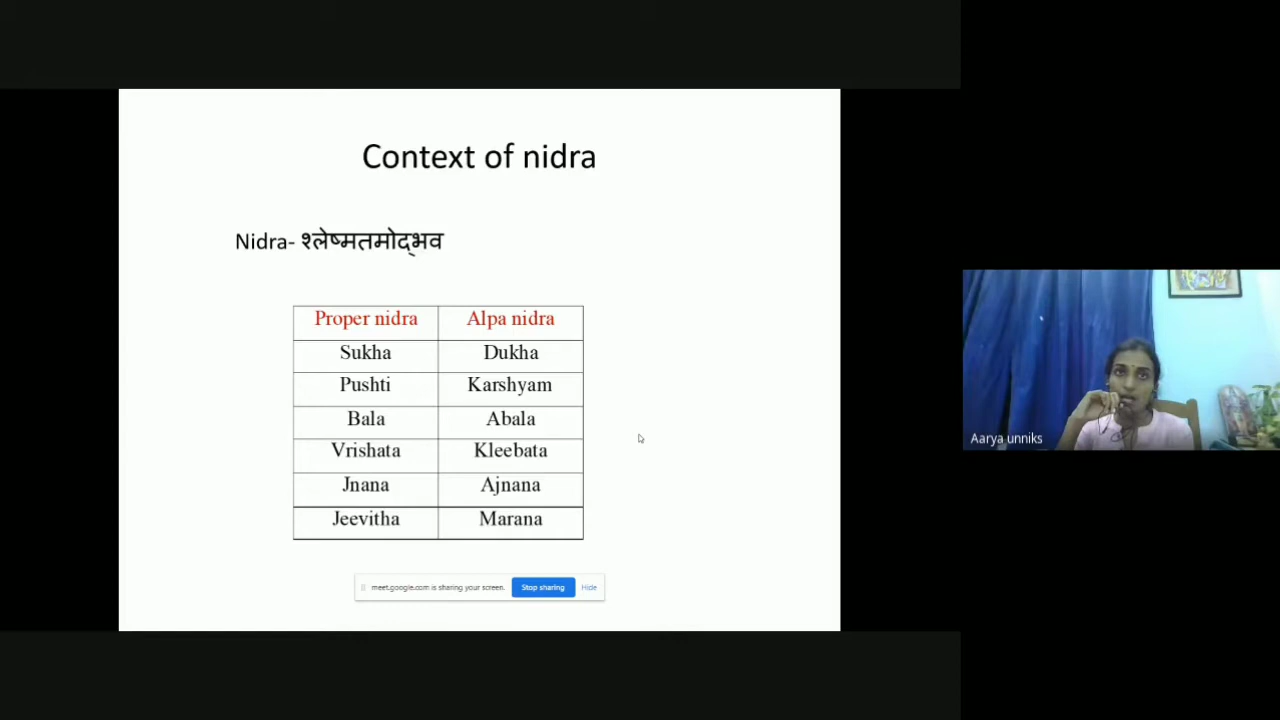 Context of nidra
Nidra- श्लेष्मतमोद्भव
Proper nidra Alpa nidra
Sukha Dukha
Pushti Karshyam
Bala Abala
Vrishata Kleebata
Jnana Ajnana
Jeevitha Marana
meet.google.com is sharing your screen. Stop sharing Hide
Aarya unniks